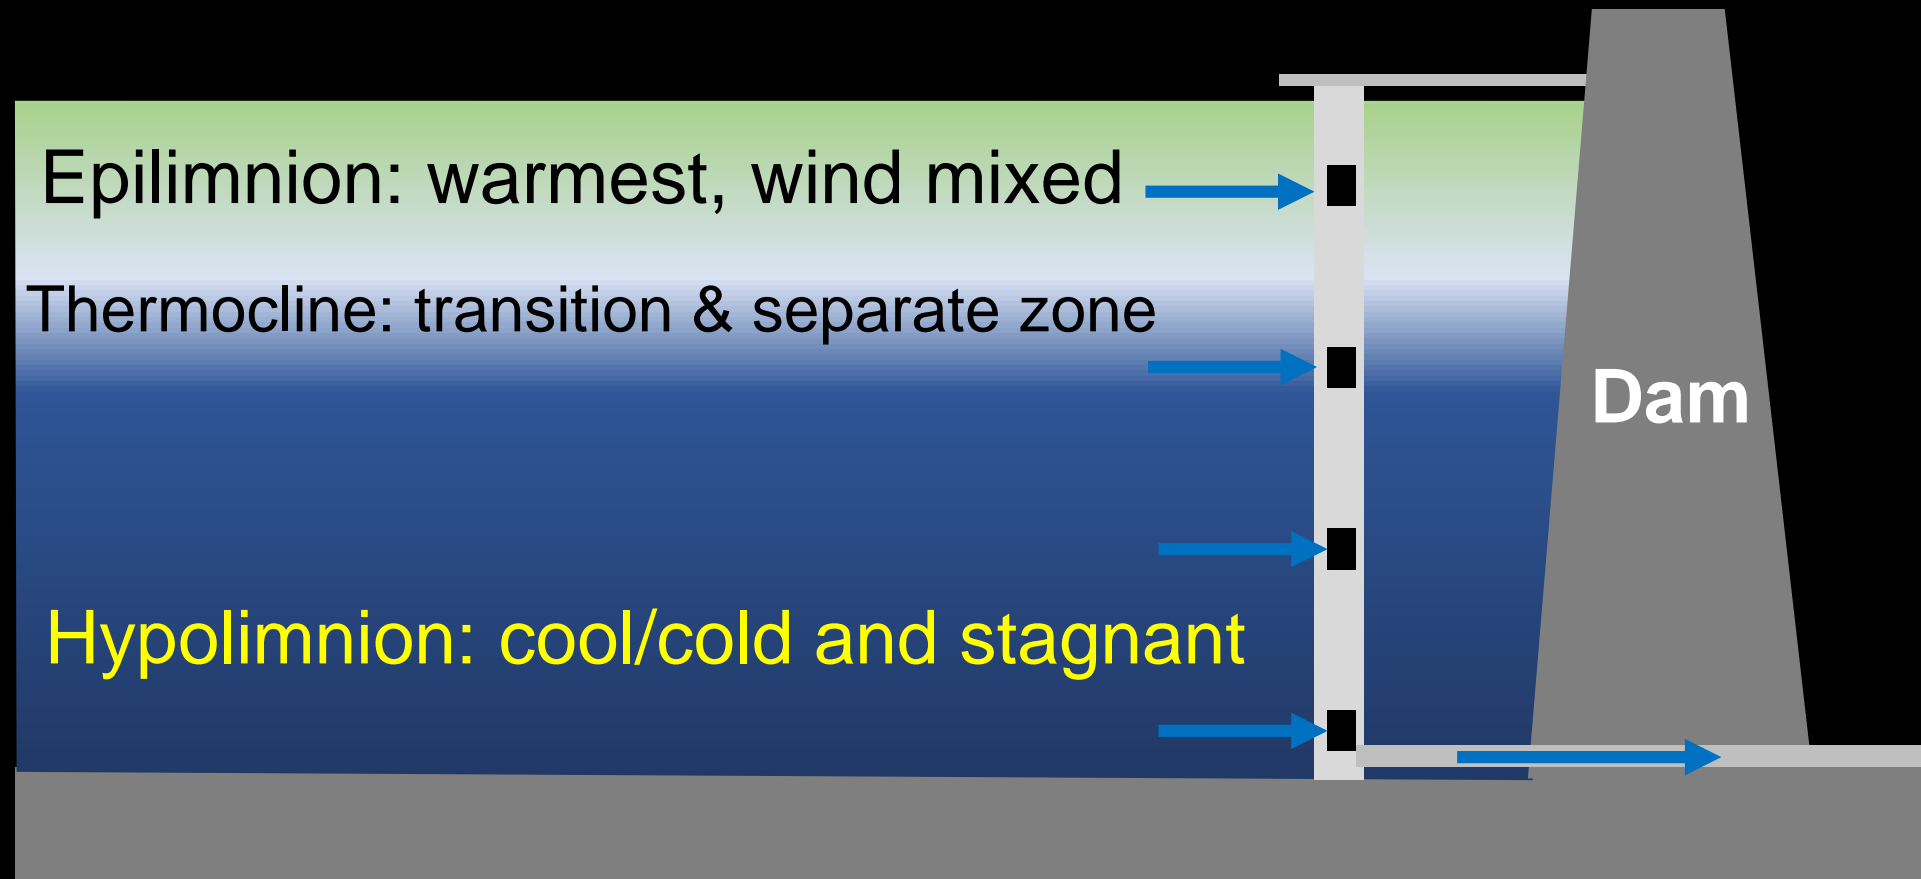 Epilimnion: warmest, wind mixed
Thermocline: transition & separate zone
Dam
Hypolimnion: cool/cold and stagnant